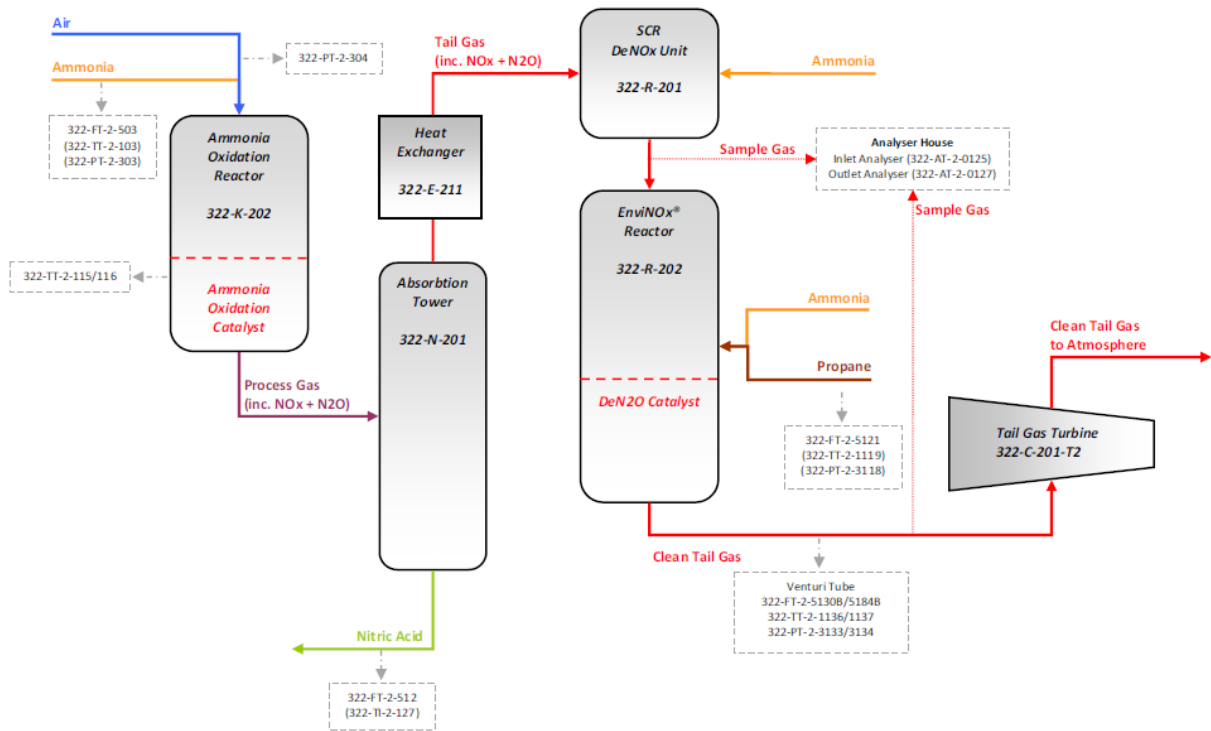 Air
322-PT-2-304
Ammonia
322-FT-2-503
(322-TT-2-103)
(322-PT-2-303)
Ammonia
Oxidation
Reactor
322-K-202
322-TT-2-115/116
Ammonia
Oxidation
Catalyst
Process Gas
(inc. NOx + N2O)
Tail Gas
(inc. NOx + N2O)
Heat
Exchanger
322-E-211
Absorbtion
Tower
322-N-201
Nitric Acid
322-FT-2-512
(322-TI-2-127)
SCR
DeNOx Unit
322-R-201
Ammonia
Sample Gas
Analyser House
Inlet Analyser (322-AT-2-0125)
Outlet Analyser (322-AT-2-0127)
Sample Gas
EnviNOx®
Reactor
322-R-202
Ammonia
Propane
DeN2O Catalyst
322-FT-2-5121
(322-TT-2-1119)
(322-PT-2-3118)
Clean Tail Gas
to Atmosphere
Tail Gas Turbine
322-C-201-T2
Clean Tail Gas
Venturi Tube
322-FT-2-5130B/5184B
322-TT-2-1136/1137
322-PT-2-3133/3134